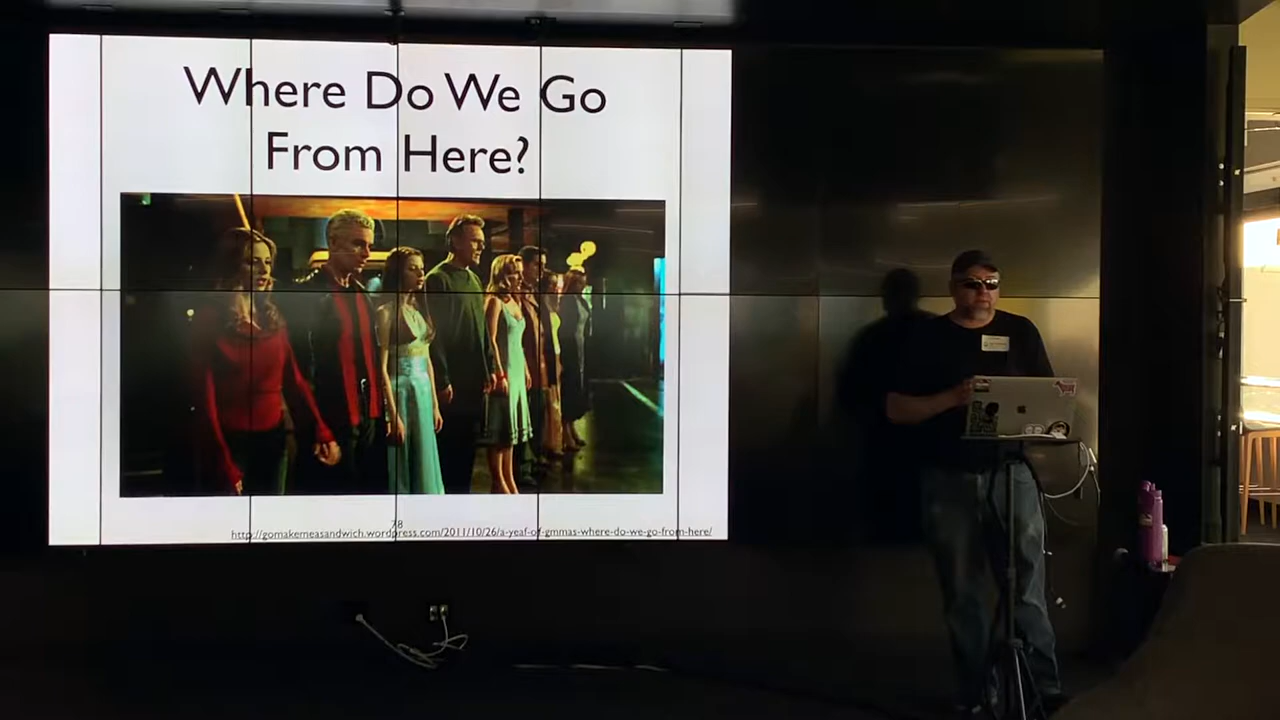 Where Do We Go
From Here?
78
http://gomakemeasandwich.wordpress.com/2011/10/26/a-year-of-gmmas-where-do-we-go-from-here/